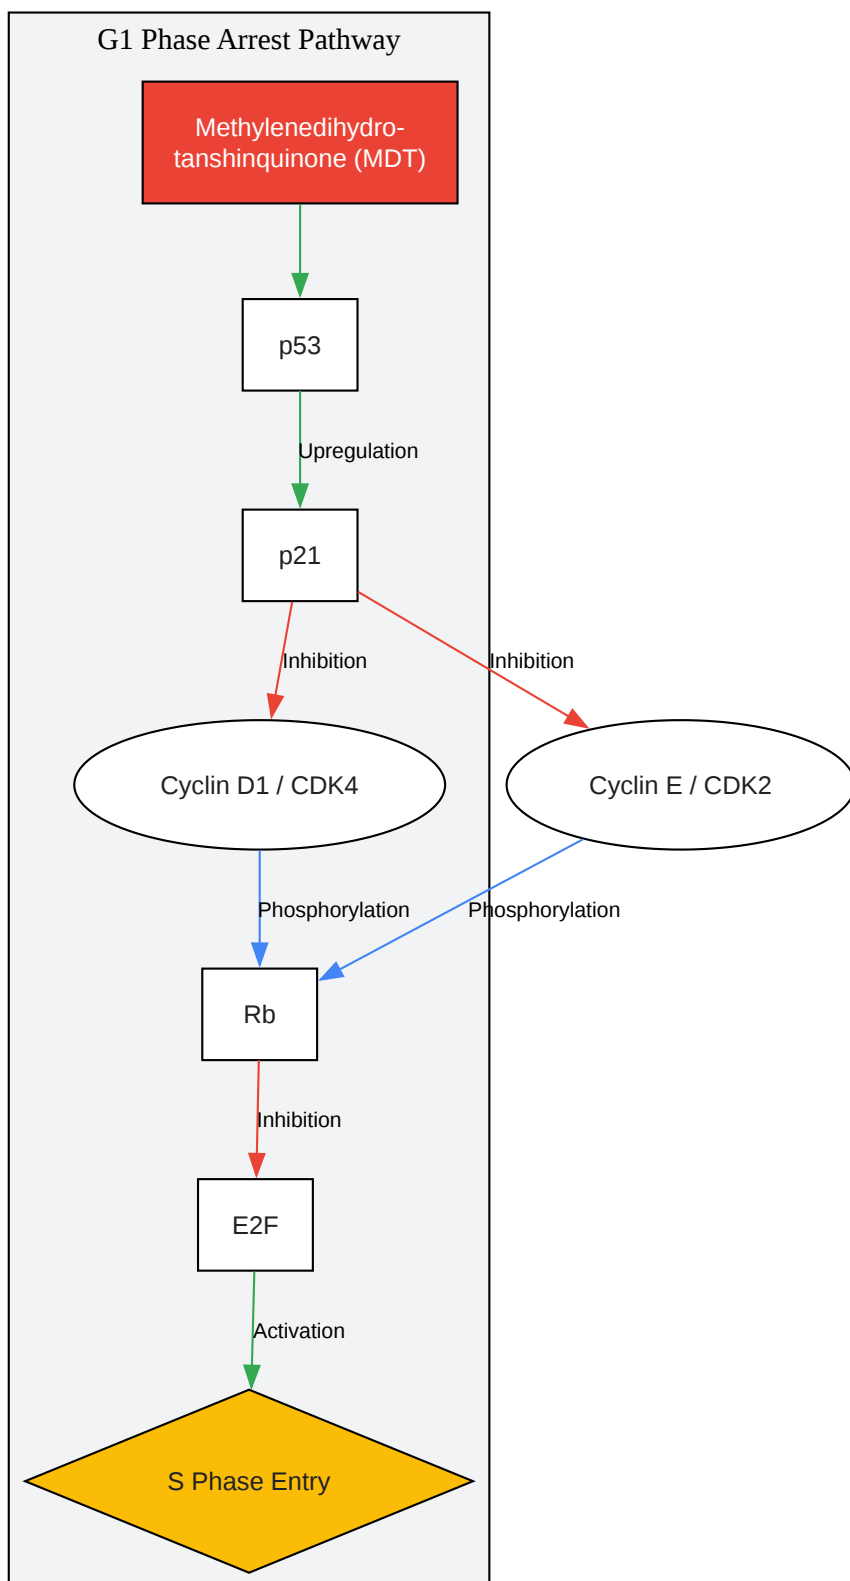 G1 Phase Arrest Pathway
Methylenedihydro-
tanshinquinone (MDT)
p53
Upregulation
p21
Inhibition
Inhibition
Cyclin D1 / CDK4
Cyclin E / CDK2
Phosphorylation
Phosphorylation
Rb
Inhibition
E2F
Activation
S Phase Entry